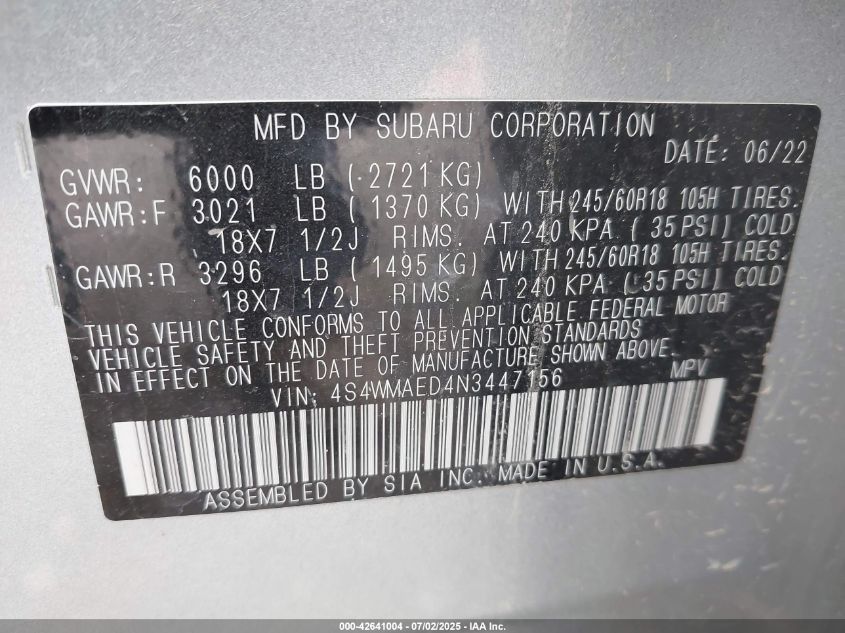 MFD BY SUBARU CORPORATION
DATE: 06/22
GVWR: 6000 LB ( 2721 KG)
GAWR:F 3021 LB ( 1370 KG) WITH 245/60R18 105H TIRES.
18X7 1/2J RIMS. AT 240 KPA ( 35 PSI) COLD
GAWR:R 3296 LB ( 1495 KG) WITH 245/60R18 105H TIRES.
18X7 1/2J RIMS. AT 240 KPA ( 35 PSI) COLD
THIS VEHICLE CONFORMS TO ALL APPLICABLE FEDERAL MOTOR
VEHICLE SAFETY AND THEFT PREVENTION STANDARDS
IN EFFECT ON THE DATE OF MANUFACTURE SHOWN ABOVE.
VIN: 4S4WMAED4N3447156 MPV
ASSEMBLED BY SIA INC. MADE IN U.S.A.
000-42641004 - 07/02/2025 - IAA Inc.